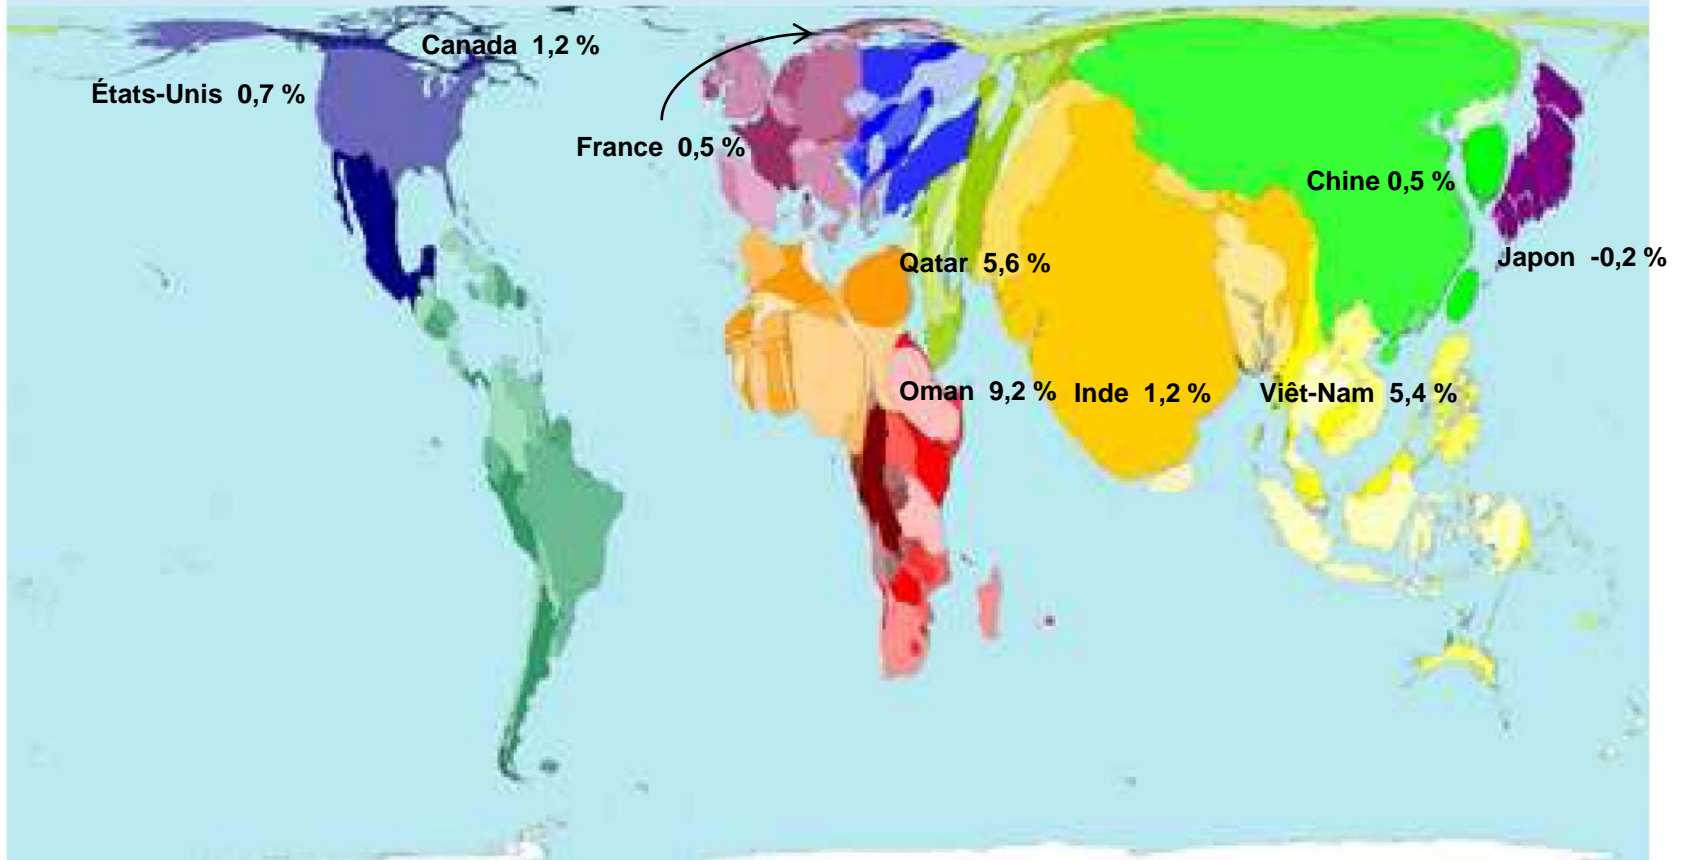 Canada 1,2 %
États-Unis 0,7 %
France 0,5 %
Chine 0,5 %
Qatar 5,6 %
Japon -0,2 %
Oman 9,2 %
Inde 1,2 %
Viêt-Nam 5,4 %